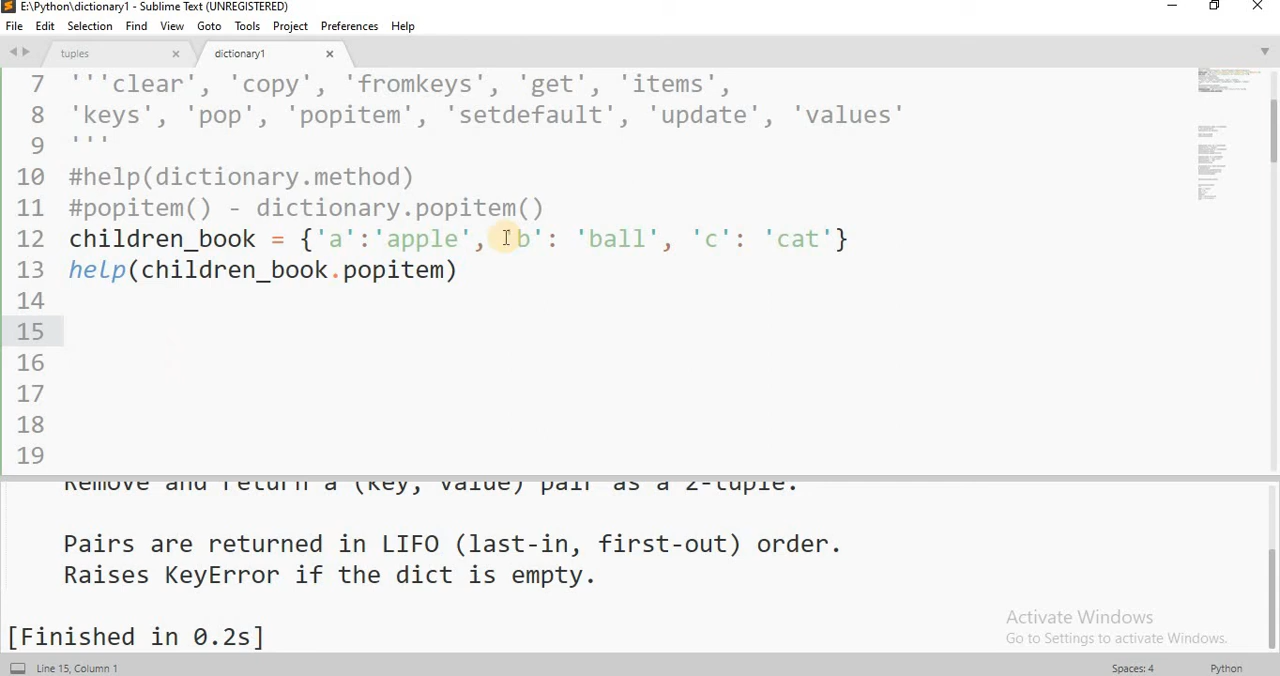 E:\Python\dictionary1 - Sublime Text (UNREGISTERED)
File Edit Selection Find View Goto Tools Project Preferences Help
tuples dictionary1
7 '''clear', 'copy', 'fromkeys', 'get', 'items',
8 'keys', 'pop', 'popitem', 'setdefault', 'update', 'values'
9 '''
10 #help(dictionary.method)
11 #popitem() - dictionary.popitem()
12 children_book = {'a':'apple', 'b': 'ball', 'c': 'cat'}
13 help(children_book.popitem)
14
15
16
17
18
19
Remove and return a (key, value) pair as a 2-tuple.
Pairs are returned in LIFO (last-in, first-out) order.
Raises KeyError if the dict is empty.
[Finished in 0.2s]
Activate Windows
Go to Settings to activate Windows.
Line 15, Column 1 Spaces: 4 Python